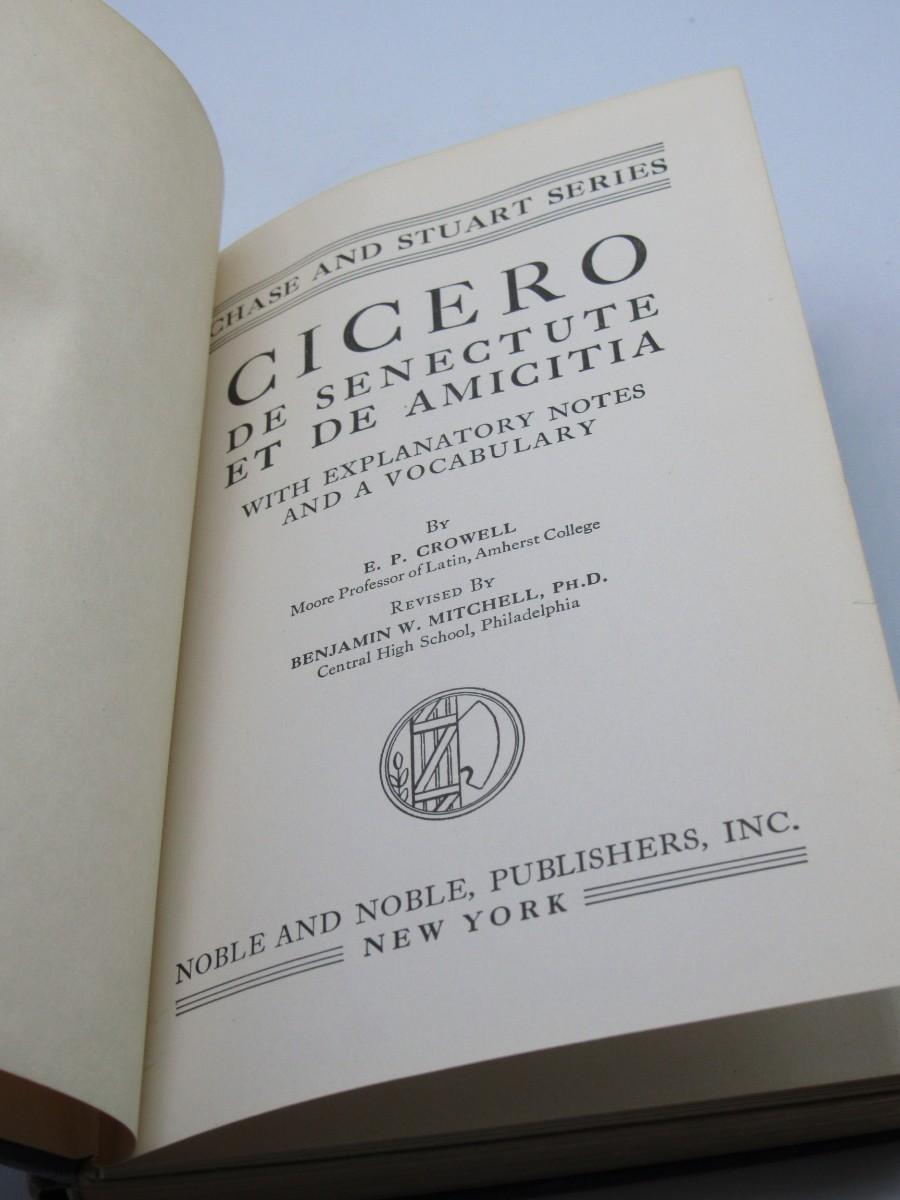 CHASE AND STUART SERIES
CICERO
DE SENECTUTE
ET DE AMICITIA
WITH EXPLANATORY NOTES
AND A VOCABULARY
By
E. P. CROWELL
Moore Professor of Latin, Amherst College
Revised By
BENJAMIN W. MITCHELL, Ph.D.
Central High School, Philadelphia
NOBLE AND NOBLE, PUBLISHERS, INC.
NEW YORK